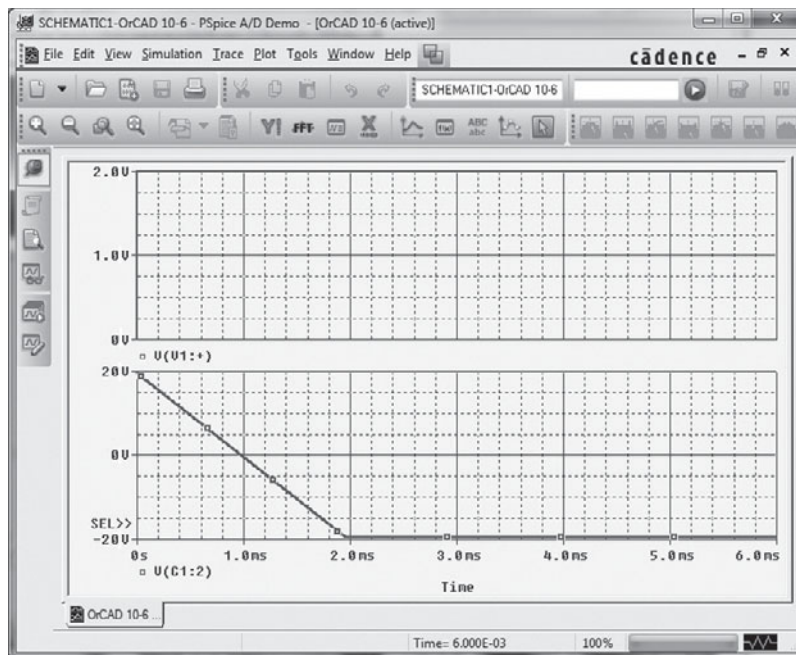 SCHEMATIC1-OrCAD 10-6 - PSpice A/D Demo - [OrCAD 10-6 (active)]
File Edit View Simulation Trace Plot Tools Window Help
cādence
SCHEMATIC1-OrCAD 10-6
FFT
ABC
abc
2.0V
1.0V
0V
V(V1:+)
20V
0V
SEL>>
-20V
0s 1.0ms 2.0ms 3.0ms 4.0ms 5.0ms 6.0ms
V(C1:2)
Time
OrCAD 10-6 ...
Time= 6.000E-03 100%